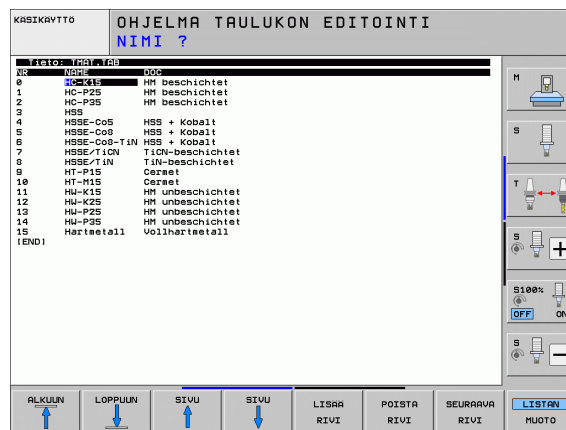 KÄSIKÄYTTÖ
OHJELMA TAULUKON EDITOINTI
NIMI ?
Tieto: TMAT.TAB
NR NAME DOC
0 HC-K15 HM beschichtet
1 HC-P25 HM beschichtet
2 HC-P35 HM beschichtet
3 HSS
4 HSSE-Co5 HSS + Kobalt
5 HSSE-Co8 HSS + Kobalt
6 HSSE-Co8-TiN HSS + Kobalt
7 HSSE/TiCN TiCN-beschichtet
8 HSSE/TiN TiN-beschichtet
9 HT-P15 Cermet
10 HT-M15 Cermet
11 HW-K15 HM unbeschichtet
12 HW-K25 HM unbeschichtet
13 HW-P25 HM unbeschichtet
14 HW-P35 HM unbeschichtet
15 Hartmetall Vollhartmetall
[END]
M
S
T
S
+
S100%
OFF ON
S
–
ALKUUN
LOPPUUN
SIVU
SIVU
LISÄÄ RIVI
POISTA RIVI
SEURAAVA RIVI
LISTAN MUOTO